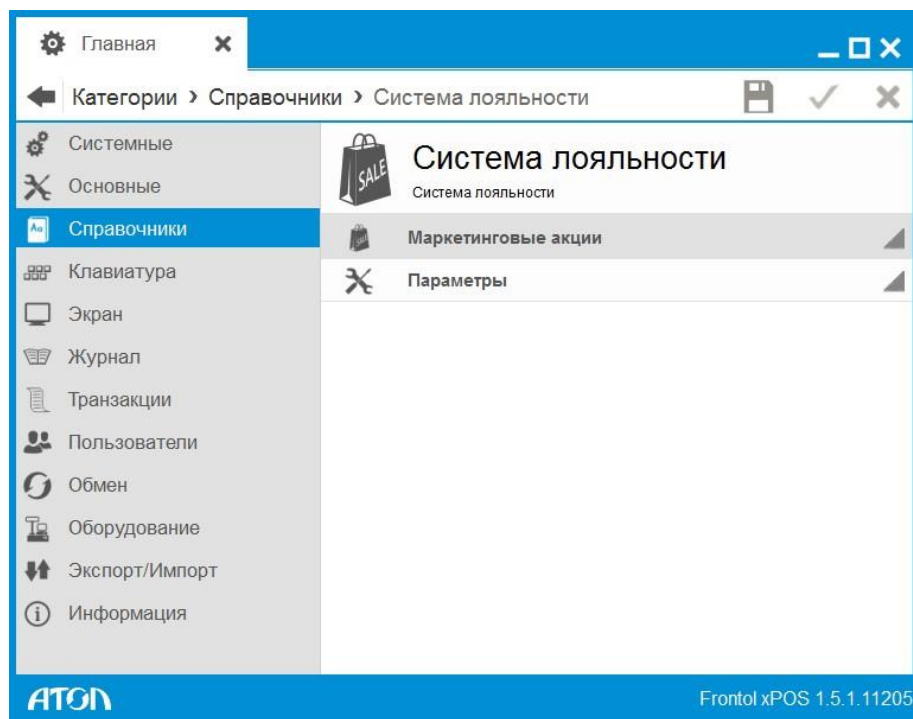 Главная
Категории › Справочники › Система лояльности
Системные
Основные
Справочники
Клавиатура
Экран
Журнал
Транзакции
Пользователи
Обмен
Оборудование
Экспорт/Импорт
Информация
SALE
Система лояльности
Система лояльности
Маркетинговые акции
Параметры
ATOL
Frontol xPOS 1.5.1.11205